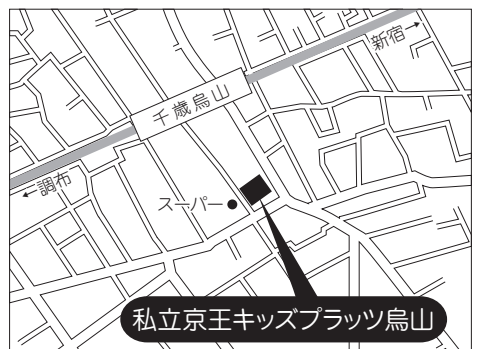 新宿→
千歳烏山
←調布
スーパー
私立京王キッズプラッツ烏山